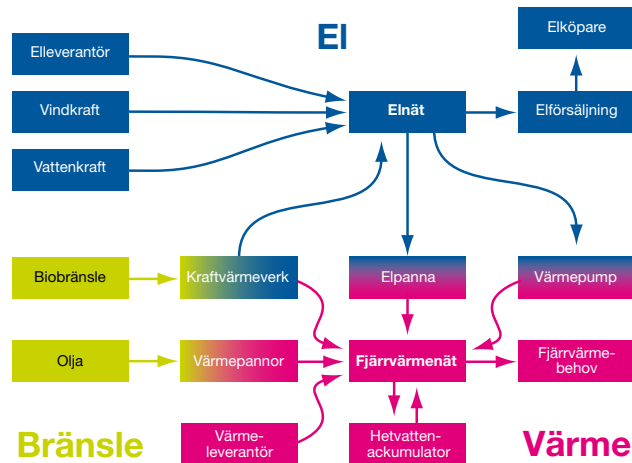 El
Elköpare
Elleverantör
Vindkraft
Elnät
Elförsäljning
Vattenkraft
Biobränsle
Kraftvärmeverk
Elpanna
Värmepump
Olja
Värmepannor
Fjärrvärmenät
Fjärrvärme-
behov
Bränsle
Värme-
leverantör
Hetvatten-
ackumulator
Värme